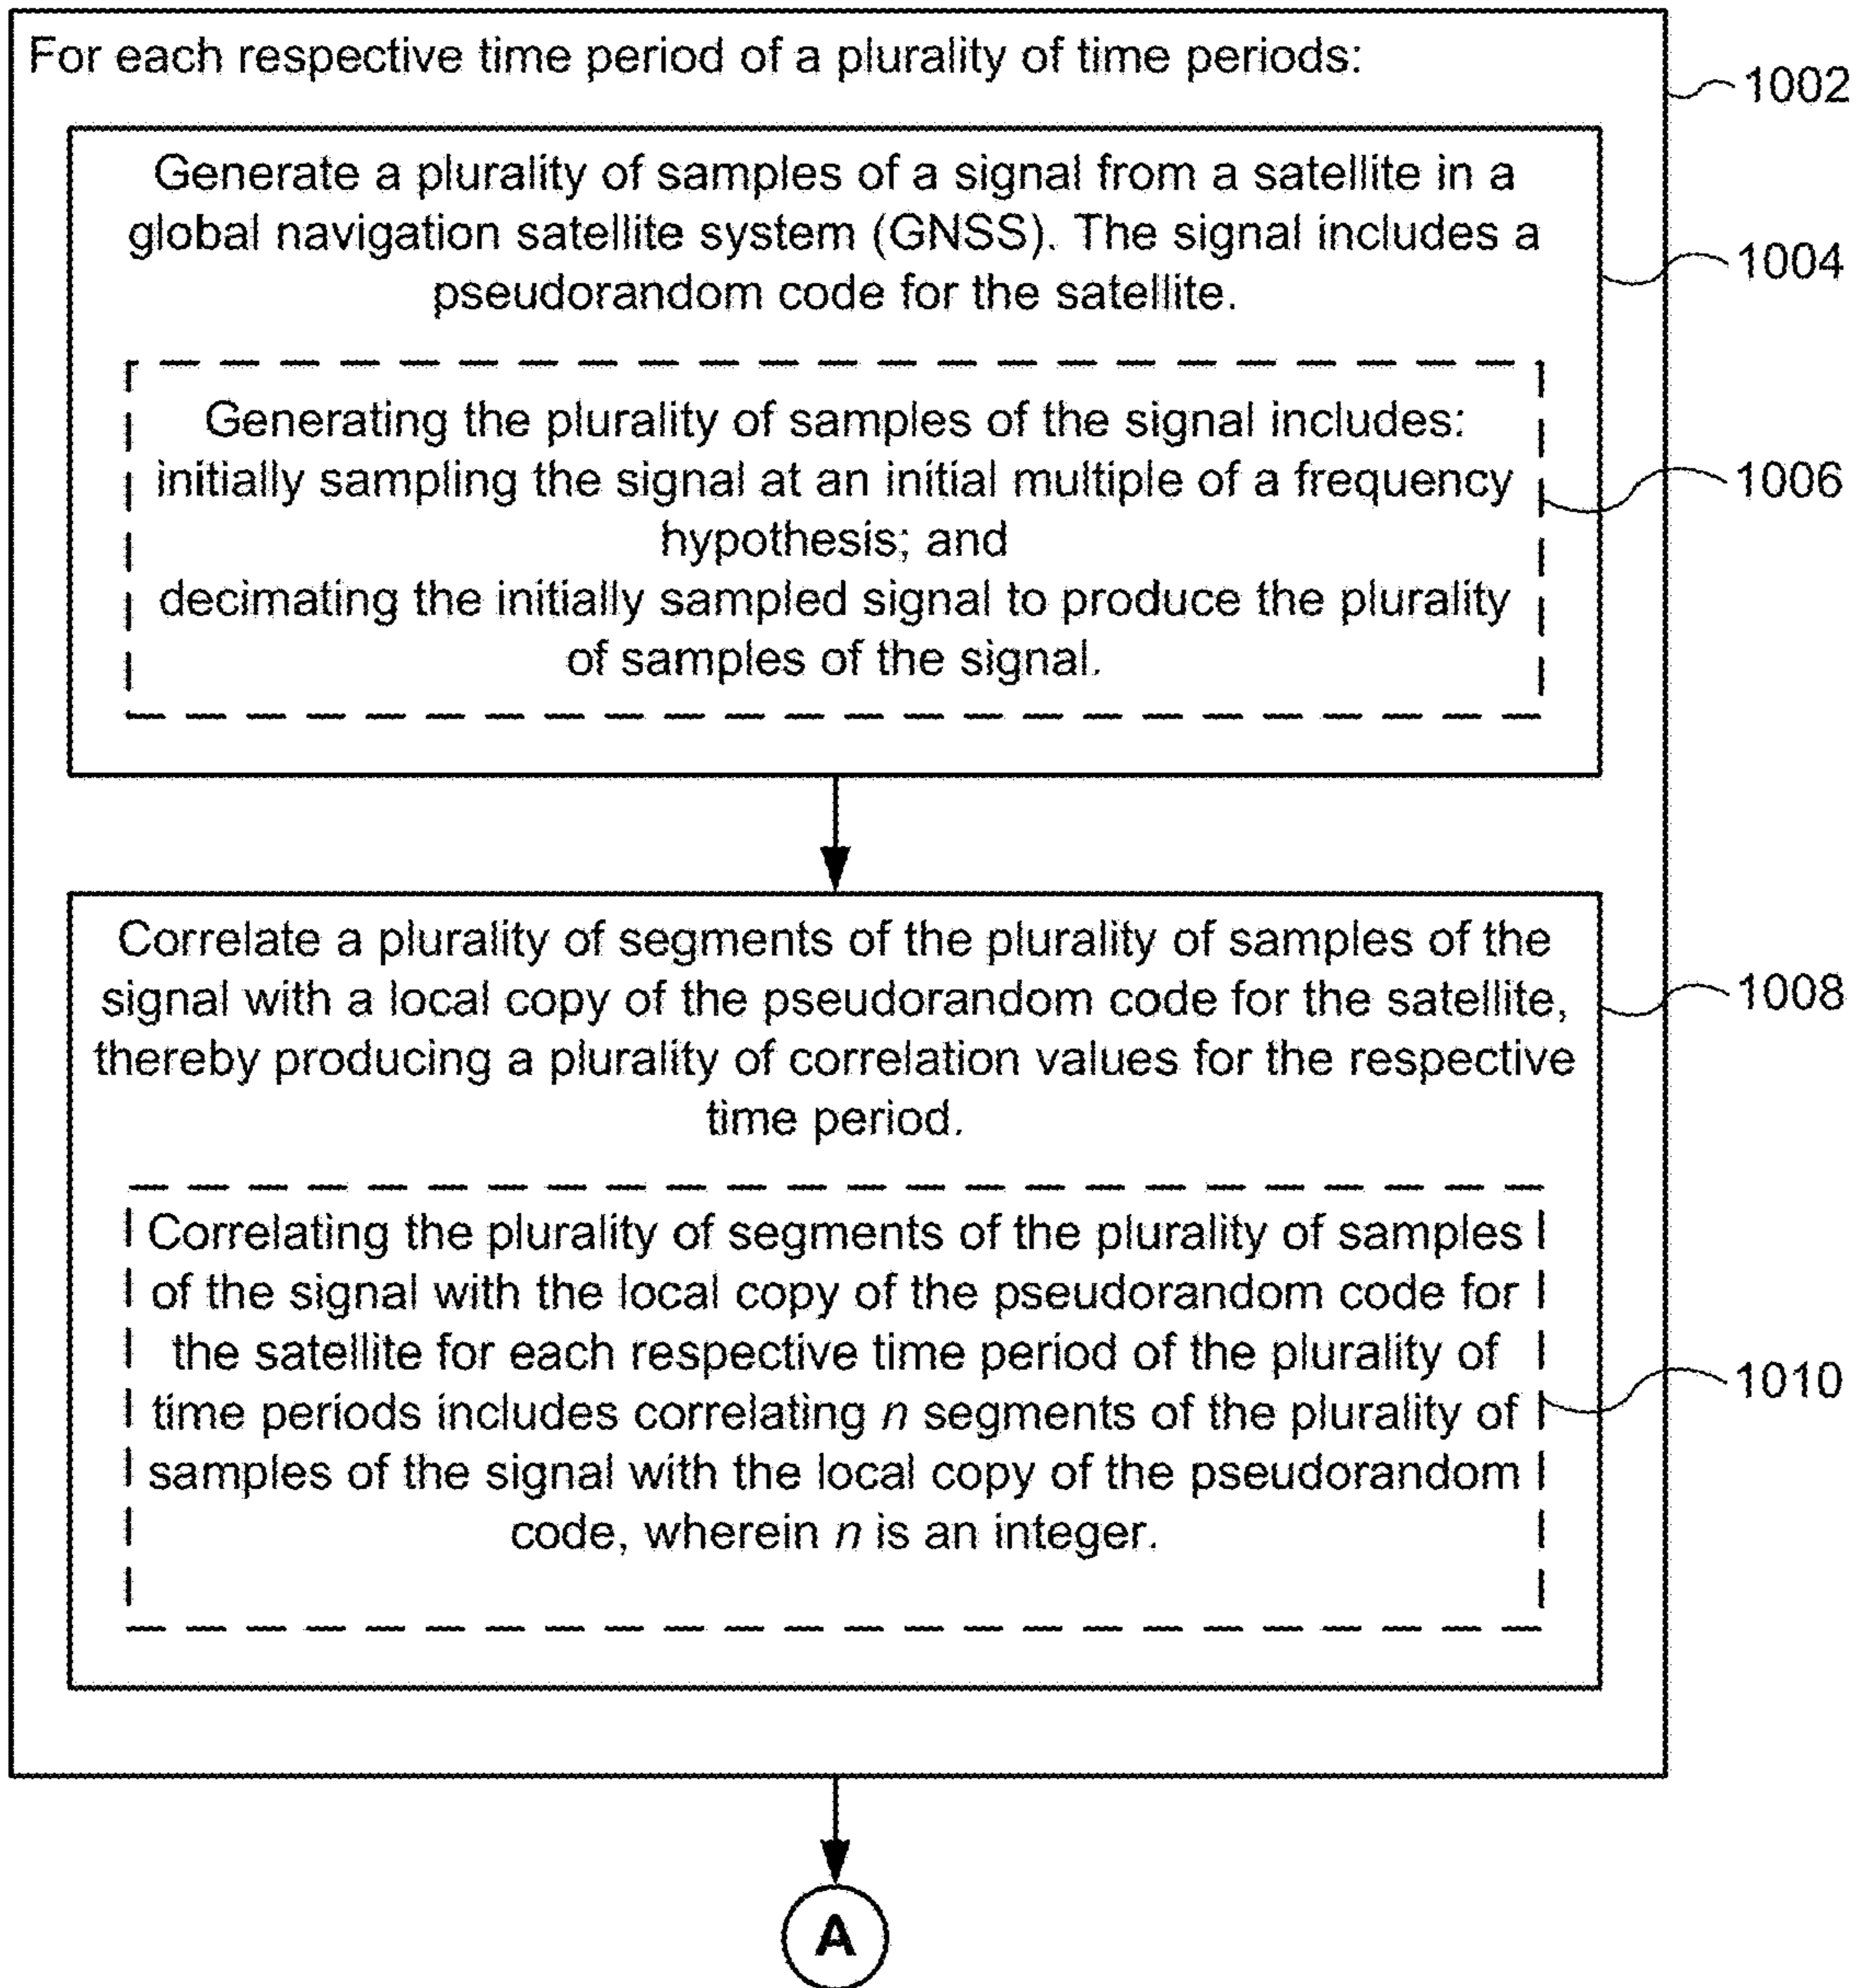 For each respective time period of a plurality of time periods:
1002
Generate a plurality of samples of a signal from a satellite in a
global navigation satellite system (GNSS). The signal includes a
pseudorandom code for the satellite.
1004
Generating the plurality of samples of the signal includes:
initially sampling the signal at an initial multiple of a frequency
hypothesis; and
decimating the initially sampled signal to produce the plurality
of samples of the signal.
1006
Correlate a plurality of segments of the plurality of samples of the
signal with a local copy of the pseudorandom code for the satellite,
thereby producing a plurality of correlation values for the respective
time period.
1008
Correlating the plurality of segments of the plurality of samples
of the signal with the local copy of the pseudorandom code for
the satellite for each respective time period of the plurality of
time periods includes correlating n segments of the plurality of
samples of the signal with the local copy of the pseudorandom
code, wherein n is an integer.
1010
A